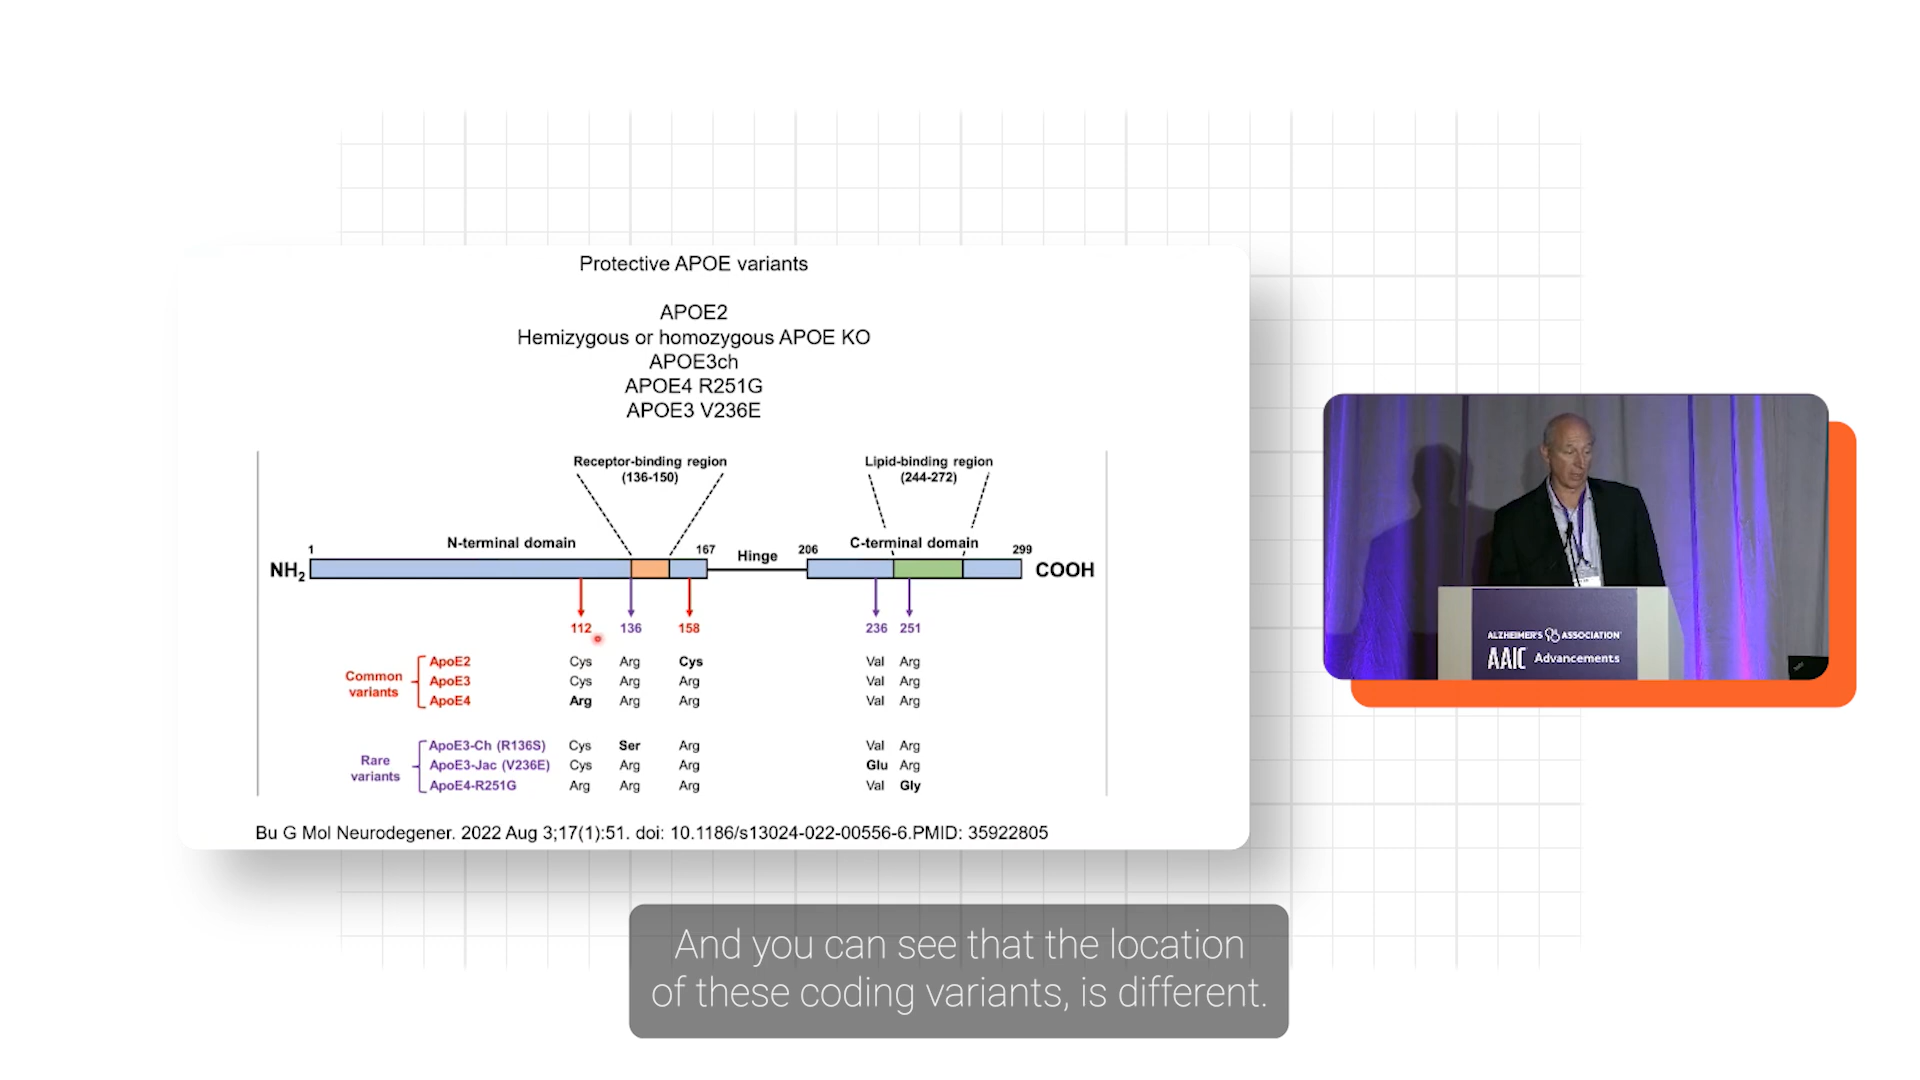 Protective APOE variants
APOE2
Hemizygous or homozygous APOE KO
APOE3ch
APOE4 R251G
APOE3 V236E
Receptor-binding region
(136-150)
Lipid-binding region
(244-272)
1
N-terminal domain
167
Hinge
206
C-terminal domain
299
NH2
COOH
112 136 158 236 251
Common variants
ApoE2 Cys Arg Cys Val Arg
ApoE3 Cys Arg Arg Val Arg
ApoE4 Arg Arg Arg Val Arg
Rare variants
ApoE3-Ch (R136S) Cys Ser Arg Val Arg
ApoE3-Jac (V236E) Cys Arg Arg Glu Arg
ApoE4-R251G Arg Arg Arg Val Gly
Bu G Mol Neurodegener. 2022 Aug 3;17(1):51. doi: 10.1186/s13024-022-00556-6.PMID: 35922805
ALZHEIMER'S ASSOCIATION
AAIC Advancements
And you can see that the location
of these coding variants, is different.